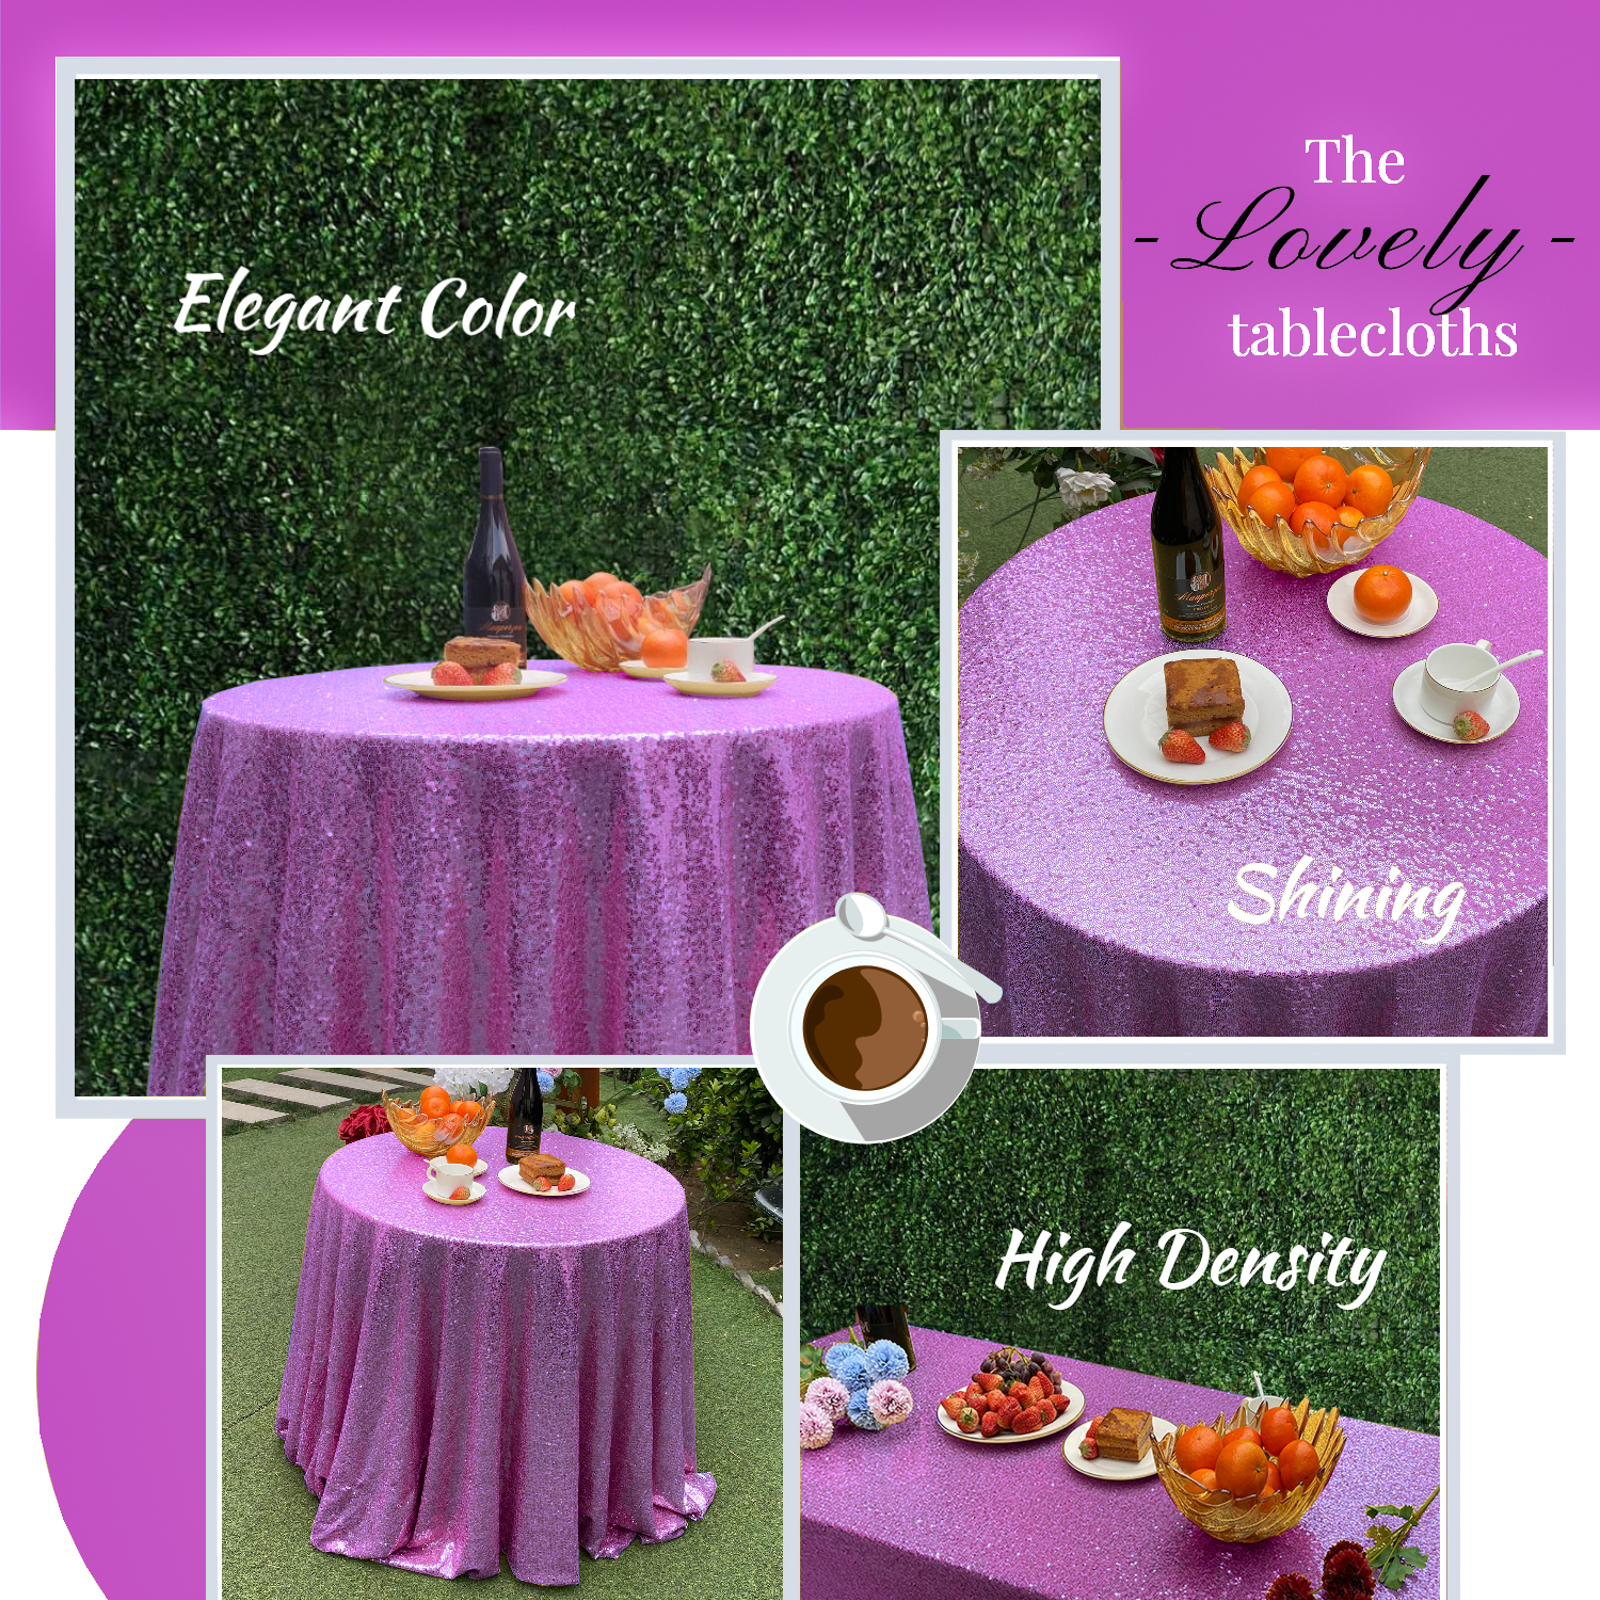 The
- Lovely -
tablecloths
Elegant Color
Shining
High Density